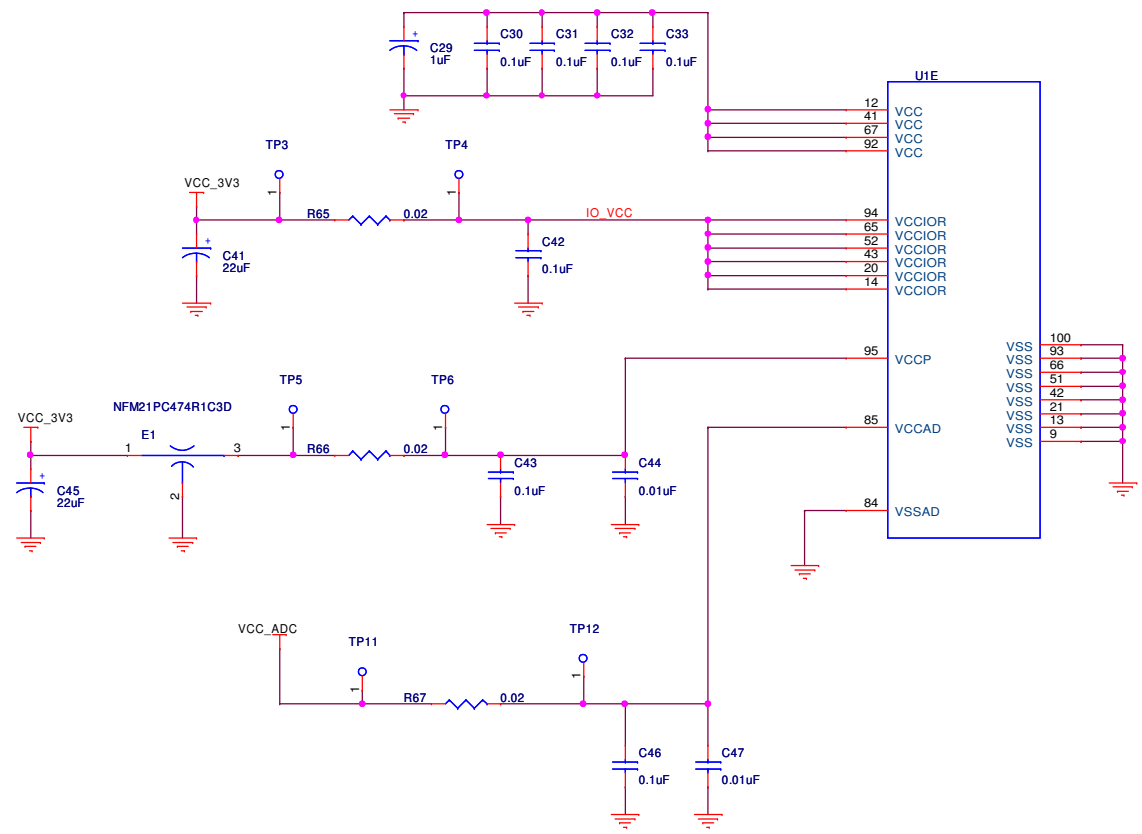 C29
1uF
C30
0.1uF
C31
0.1uF
C32
0.1uF
C33
0.1uF
+
U1E
12 VCC
41 VCC
67 VCC
92 VCC
TP3
1
TP4
1
VCC_3V3
R65 0.02
IO_VCC
+
C41
22uF
C42
0.1uF
94 VCCIOR
65 VCCIOR
52 VCCIOR
43 VCCIOR
20 VCCIOR
14 VCCIOR
VSS 100
VSS 93
VSS 66
VSS 51
VSS 42
VSS 21
VSS 13
VSS 9
95 VCCP
85 VCCAD
84 VSSAD
TP5
1
TP6
1
NFM21PC474R1C3D
VCC_3V3
E1
1
3
2
R66 0.02
+
C45
22uF
C43
0.1uF
C44
0.01uF
VCC_ADC
TP11
1
TP12
1
R67 0.02
C46
0.1uF
C47
0.01uF